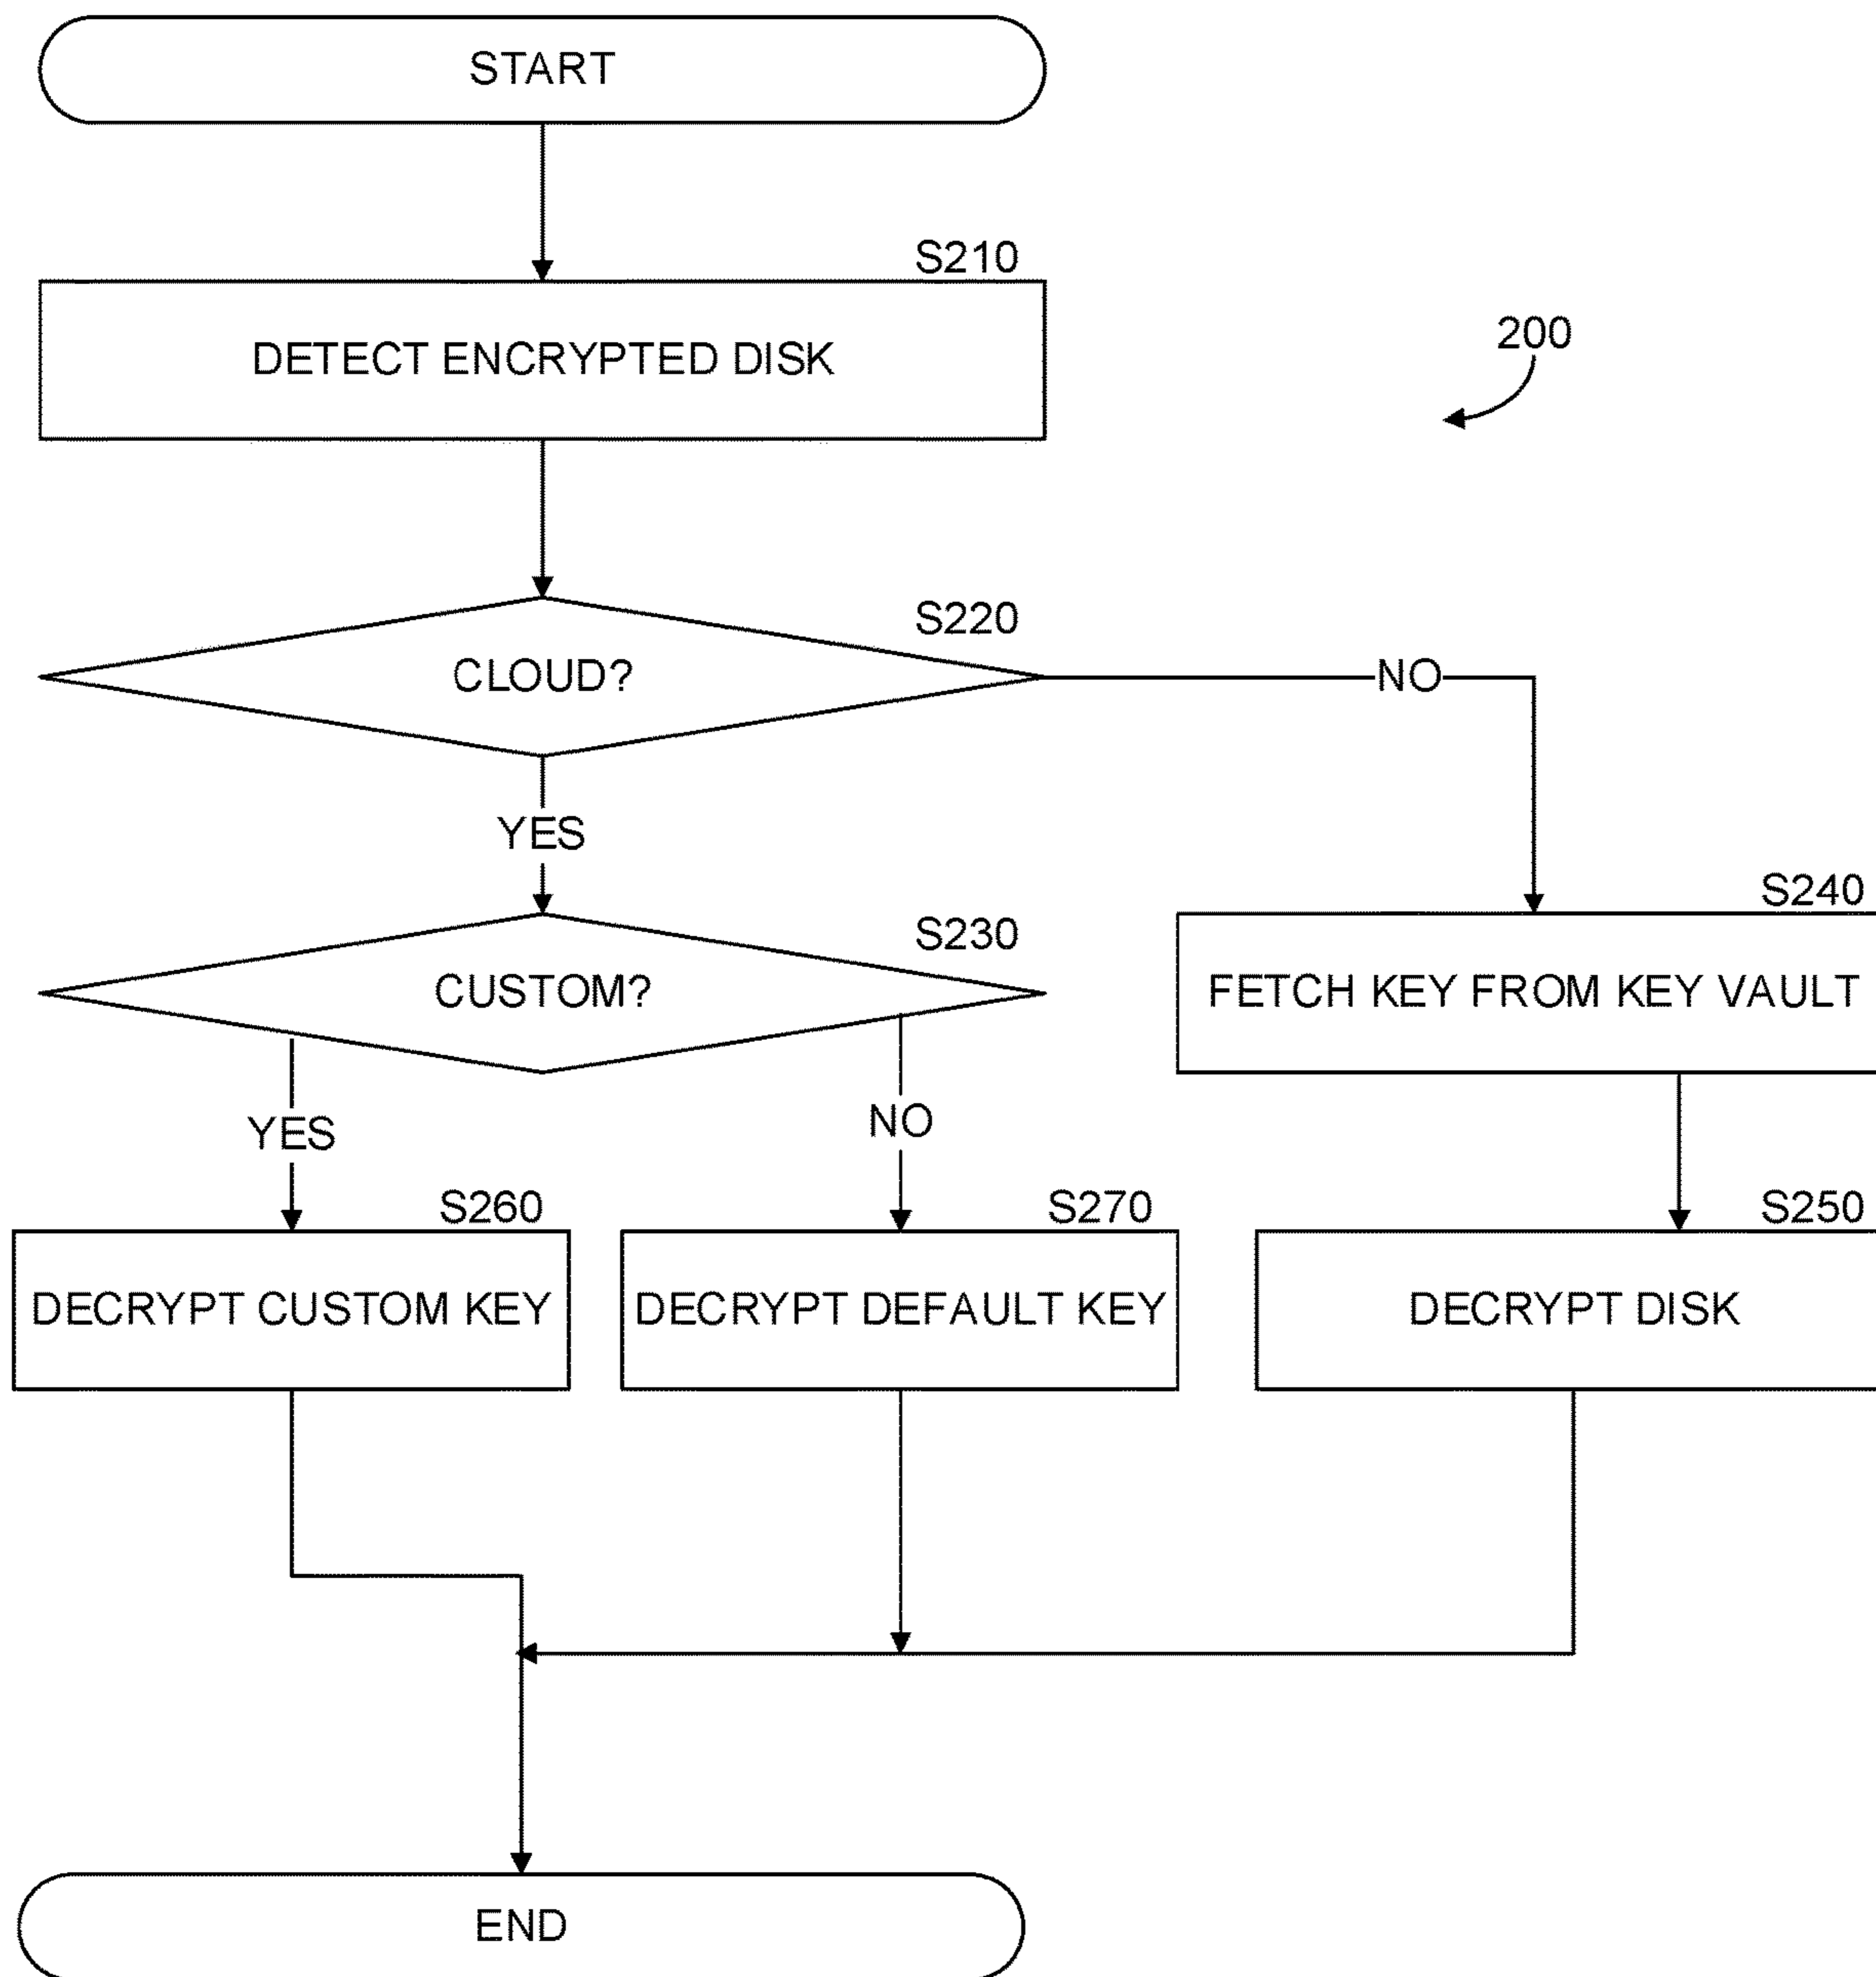 START
S210
DETECT ENCRYPTED DISK
200
S220
CLOUD?
NO
YES
S230
CUSTOM?
S240
FETCH KEY FROM KEY VAULT
YES
NO
S260
DECRYPT CUSTOM KEY
S270
DECRYPT DEFAULT KEY
S250
DECRYPT DISK
END